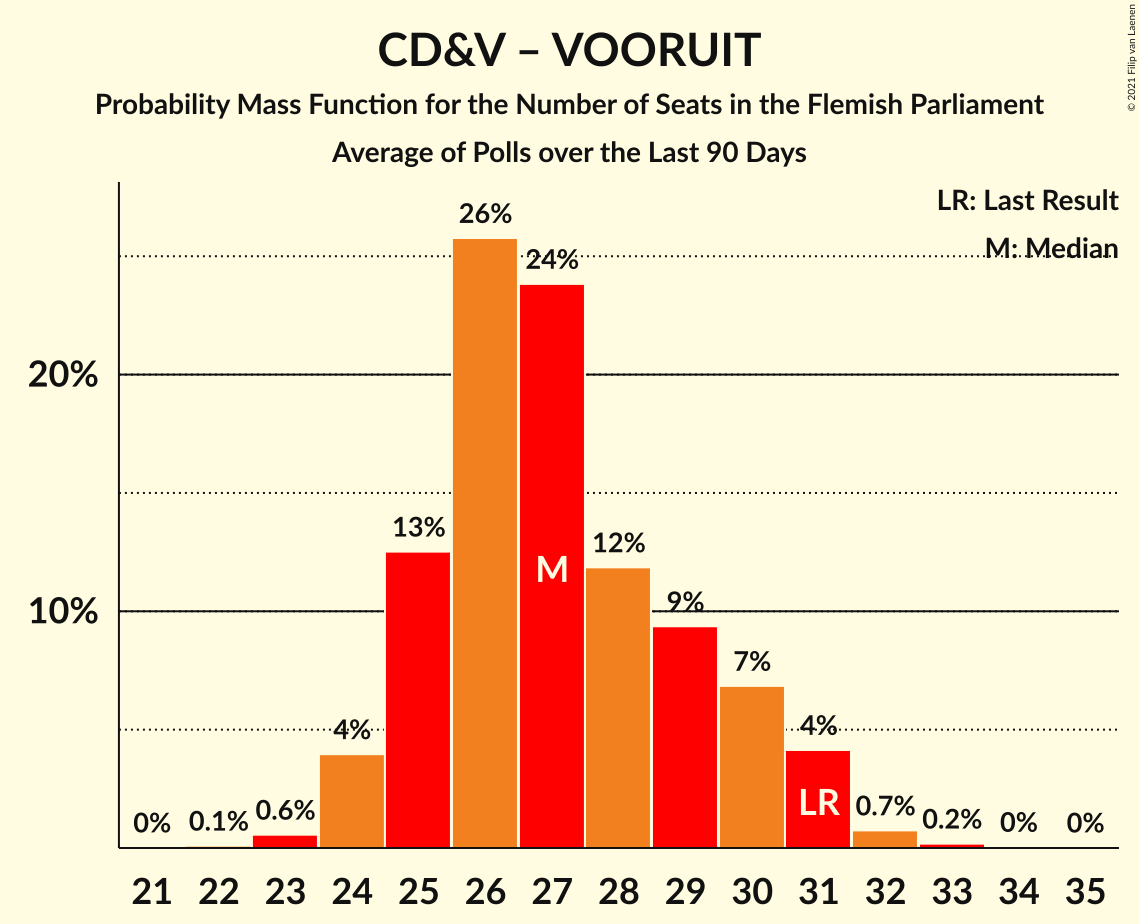 CD&V – VOORUIT
Probability Mass Function for the Number of Seats in the Flemish Parliament
Average of Polls over the Last 90 Days
© 2021 Filip van Laenen
LR: Last Result
M: Median
20%
10%
0%
0.1%
0.6%
4%
13%
26%
24%
12%
9%
7%
4%
0.7%
0.2%
0%
0%
M
LR
21 22 23 24 25 26 27 28 29 30 31 32 33 34 35